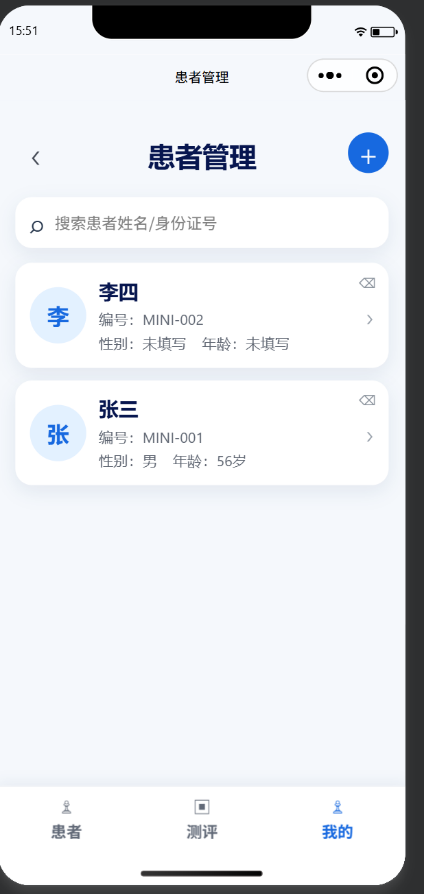 15:51
患者管理
患者管理
搜索患者姓名/身份证号
李
李四
编号：MINI-002
性别：未填写 年龄：未填写
张
张三
编号：MINI-001
性别：男 年龄：56岁
患者
测评
我的